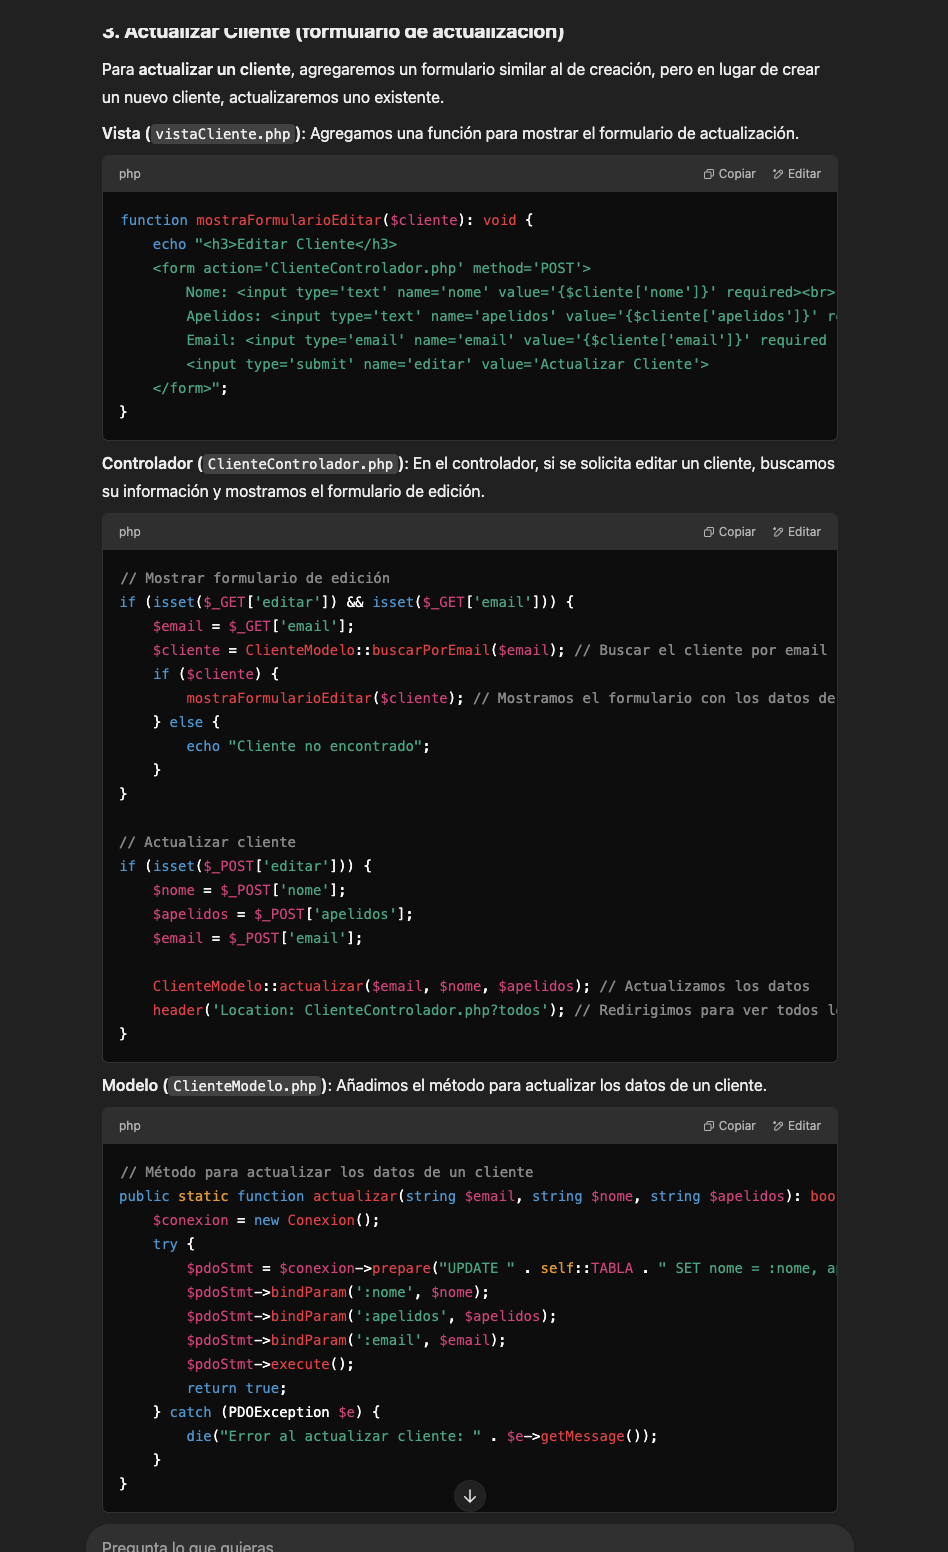 3. Actualizar Cliente (formulario de actualización)
Para actualizar un cliente, agregaremos un formulario similar al de creación, pero en lugar de crear
un nuevo cliente, actualizaremos uno existente.
Vista (vistaCliente.php): Agregamos una función para mostrar el formulario de actualización.
php Copiar Editar
function mostraFormularioEditar($cliente): void {
    echo "<h3>Editar Cliente</h3>
    <form action='ClienteControlador.php' method='POST'>
        Nome: <input type='text' name='nome' value='{$cliente['nome']}' required><br>
        Apelidos: <input type='text' name='apelidos' value='{$cliente['apelidos']}' r
        Email: <input type='email' name='email' value='{$cliente['email']}' required
        <input type='submit' name='editar' value='Actualizar Cliente'>
    </form>";
}
Controlador (ClienteControlador.php): En el controlador, si se solicita editar un cliente, buscamos
su información y mostramos el formulario de edición.
php Copiar Editar
// Mostrar formulario de edición
if (isset($_GET['editar']) && isset($_GET['email'])) {
    $email = $_GET['email'];
    $cliente = ClienteModelo::buscarPorEmail($email); // Buscar el cliente por email
    if ($cliente) {
        mostraFormularioEditar($cliente); // Mostramos el formulario con los datos de
    } else {
        echo "Cliente no encontrado";
    }
}
// Actualizar cliente
if (isset($_POST['editar'])) {
    $nome = $_POST['nome'];
    $apelidos = $_POST['apelidos'];
    $email = $_POST['email'];
    ClienteModelo::actualizar($email, $nome, $apelidos); // Actualizamos los datos
    header('Location: ClienteControlador.php?todos'); // Redirigimos para ver todos l
}
Modelo (ClienteModelo.php): Añadimos el método para actualizar los datos de un cliente.
php Copiar Editar
// Método para actualizar los datos de un cliente
public static function actualizar(string $email, string $nome, string $apelidos): boo
    $conexion = new Conexion();
    try {
        $pdoStmt = $conexion->prepare("UPDATE " . self::TABLA . " SET nome = :nome, a
        $pdoStmt->bindParam(':nome', $nome);
        $pdoStmt->bindParam(':apelidos', $apelidos);
        $pdoStmt->bindParam(':email', $email);
        $pdoStmt->execute();
        return true;
    } catch (PDOException $e) {
        die("Error al actualizar cliente: " . $e->getMessage());
    }
}
Pregunta lo que quieras